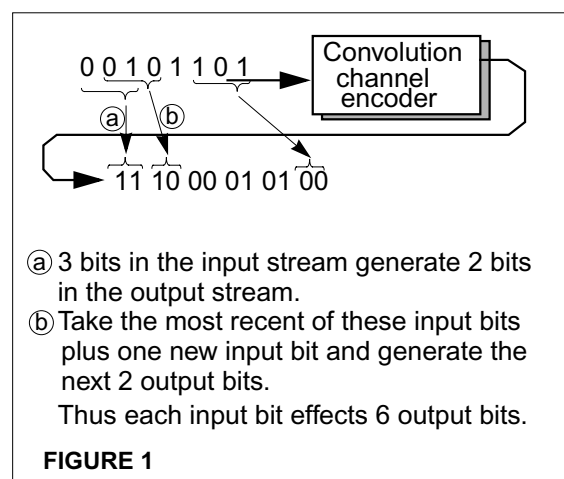 0 0 1 0 1 1 0 1
Convolution
channel
encoder
a
b
11 10 00 01 01 00
a 3 bits in the input stream generate 2 bits
in the output stream.
b Take the most recent of these input bits
plus one new input bit and generate the
next 2 output bits.
Thus each input bit effects 6 output bits.
FIGURE 1